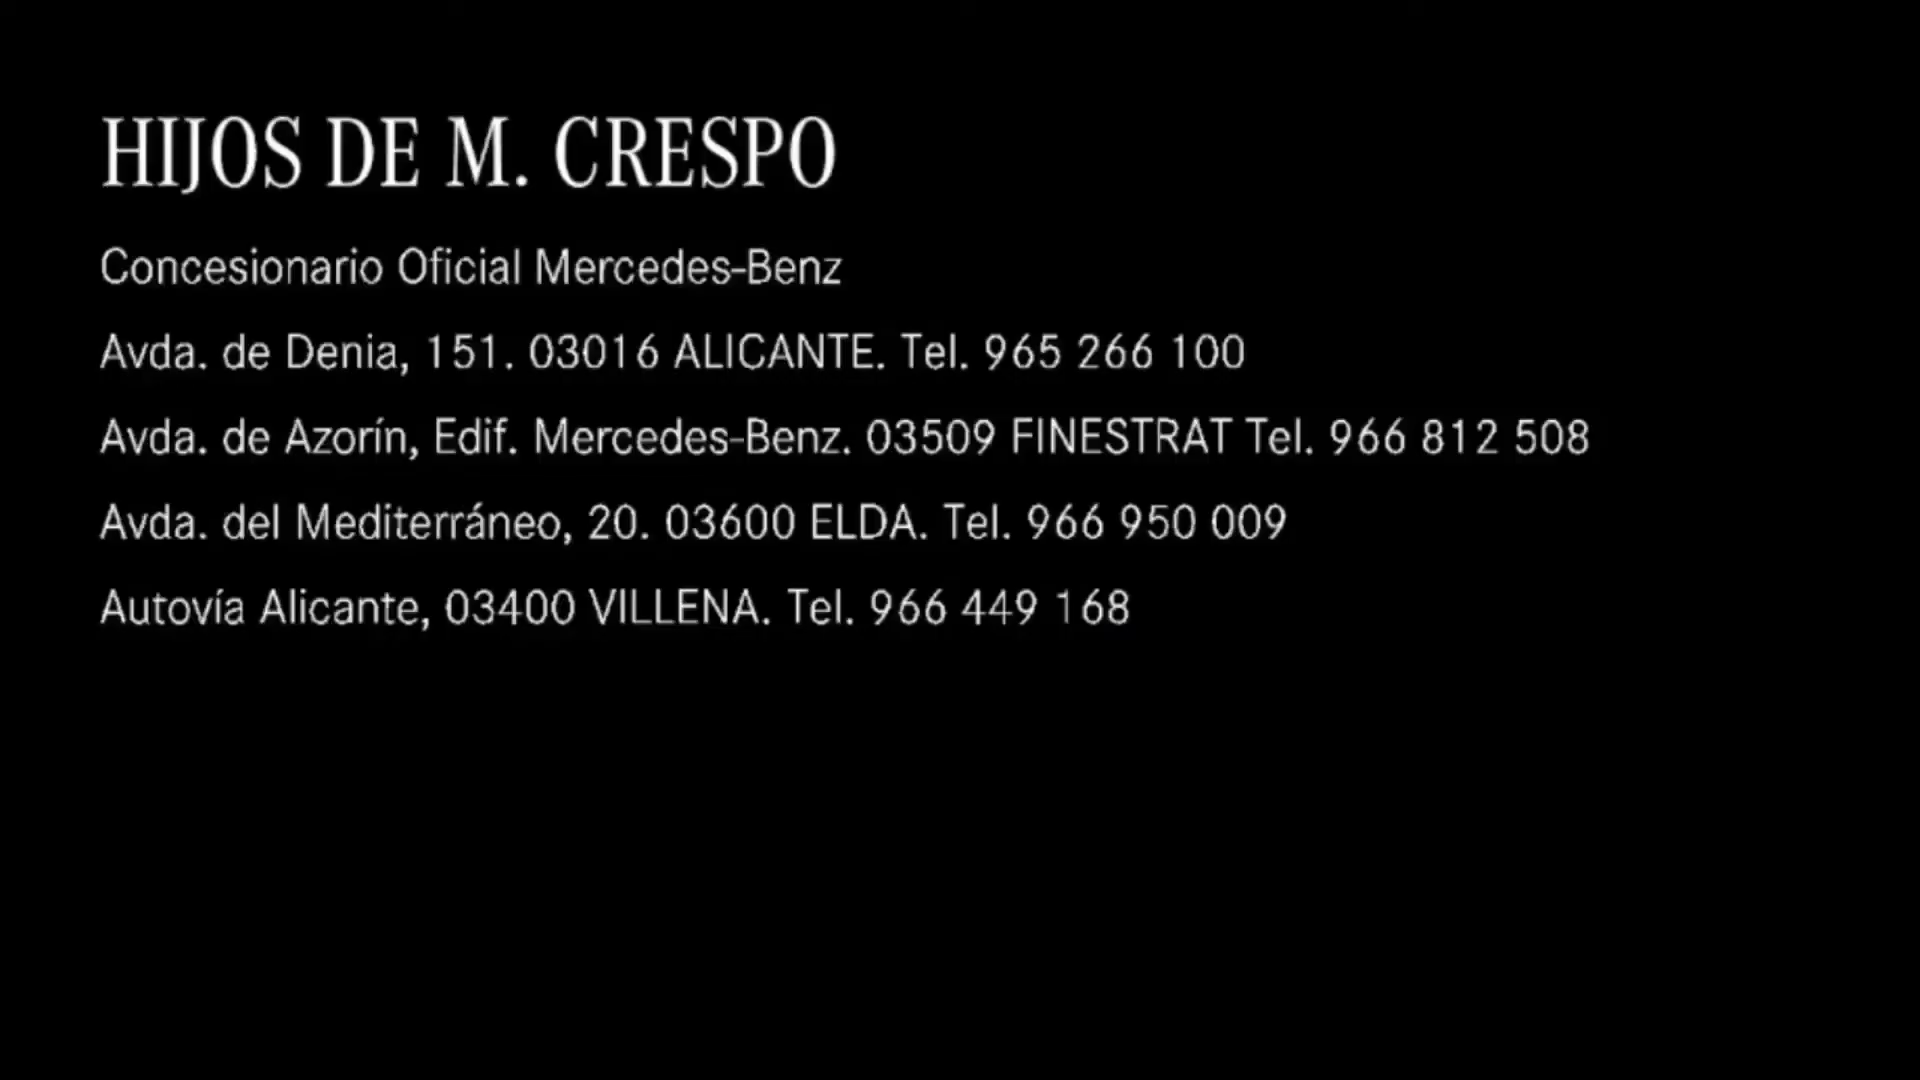 HIJOS DE M. CRESPO
Concesionario Oficial Mercedes-Benz
Avda. de Denia, 151. 03016 ALICANTE. Tel. 965 266 100
Avda. de Azorín, Edif. Mercedes-Benz. 03509 FINESTRAT Tel. 966 812 508
Avda. del Mediterráneo, 20. 03600 ELDA. Tel. 966 950 009
Autovía Alicante, 03400 VILLENA. Tel. 966 449 168